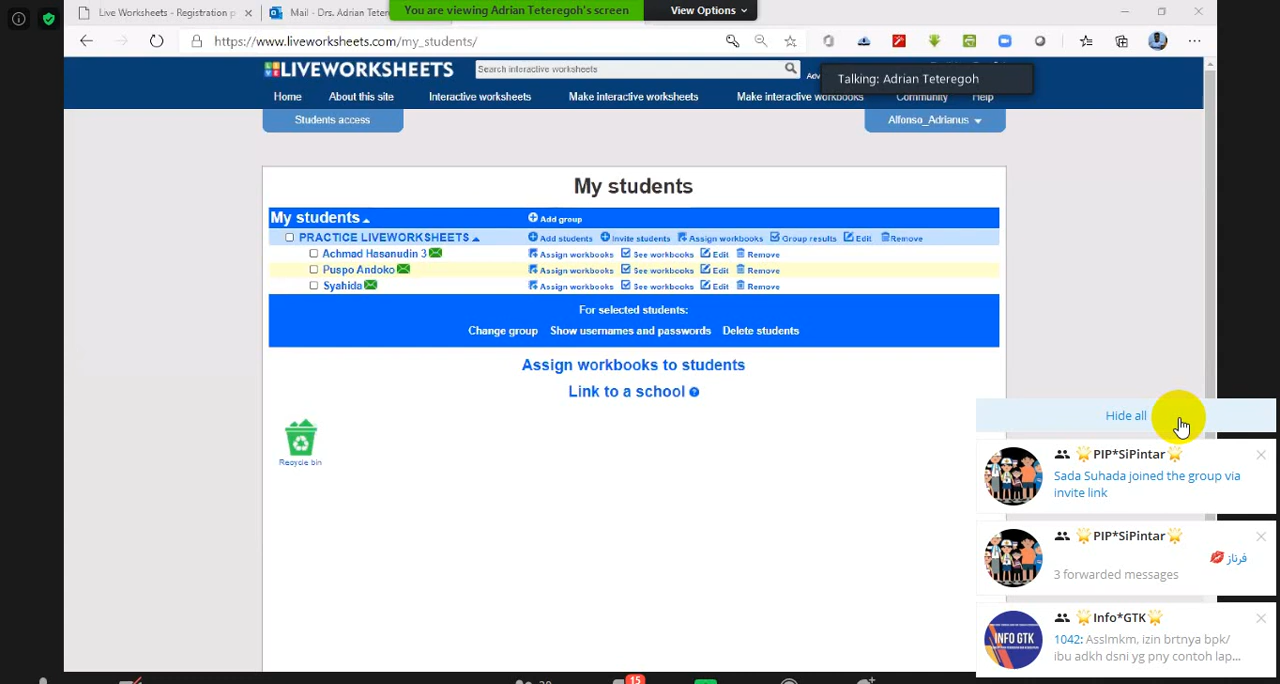 Live Worksheets - Registration p
Mail - Drs. Adrian Teter
You are viewing Adrian Teteregoh's screen
View Options
https://www.liveworksheets.com/my_students/
LIVEWORKSHEETS
Search interactive worksheets
Talking: Adrian Teteregoh
Home About this site Interactive worksheets Make interactive worksheets Make interactive workbooks Community Help
Students access
Alfonso_Adrianus
My students
My students Add group
PRACTICE LIVEWORKSHEETS Add students Invite students Assign workbooks Group results Edit Remove
Achmad Hasanudin 3 Assign workbooks See workbooks Edit Remove
Puspo Andoko Assign workbooks See workbooks Edit Remove
Syahida Assign workbooks See workbooks Edit Remove
For selected students:
Change group Show usernames and passwords Delete students
Assign workbooks to students
Link to a school
Recycle bin
Hide all
PIP*SiPintar
Sada Suhada joined the group via
invite link
PIP*SiPintar
فرناز
3 forwarded messages
Info*GTK
INFO GTK
1042: Asslmkm, izin brtnya bpk/
ibu adkh dsni yg pny contoh lap...
15